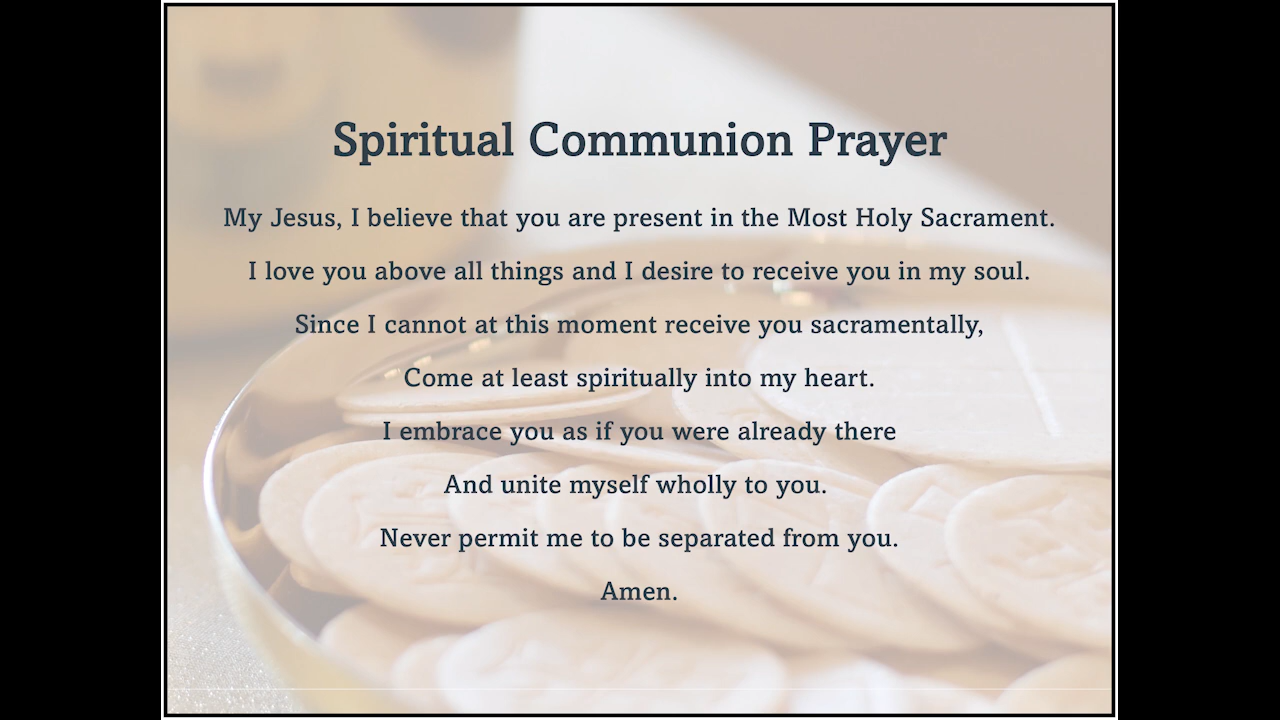 Spiritual Communion Prayer
My Jesus, I believe that you are present in the Most Holy Sacrament.
I love you above all things and I desire to receive you in my soul.
Since I cannot at this moment receive you sacramentally,
Come at least spiritually into my heart.
I embrace you as if you were already there
And unite myself wholly to you.
Never permit me to be separated from you.
Amen.